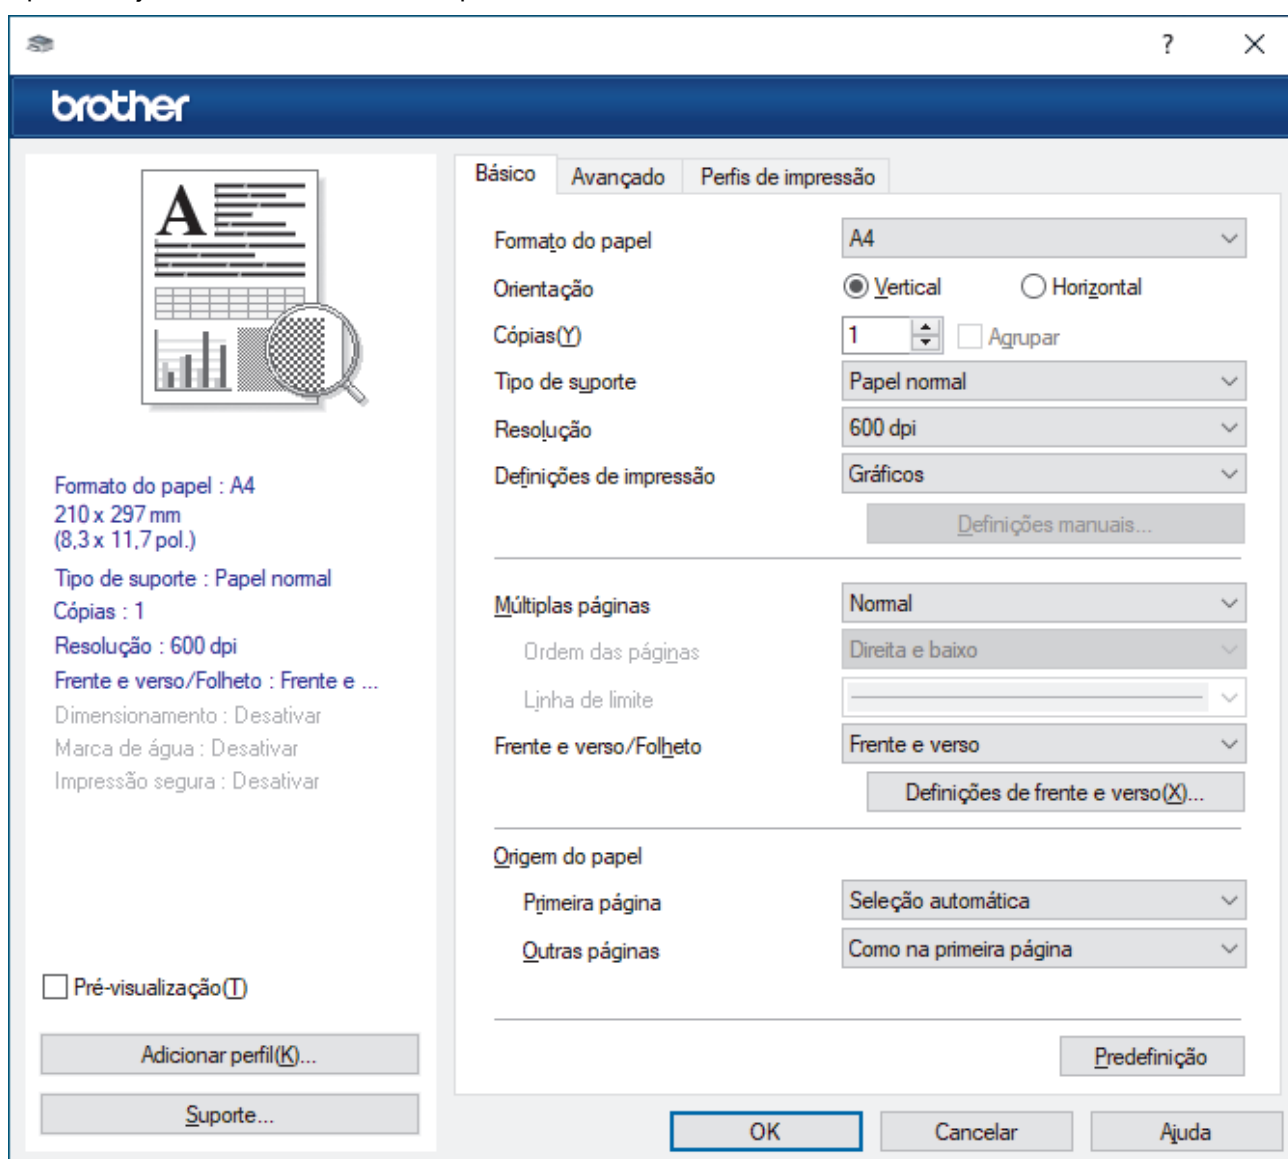 ?
brother
A
Básico Avançado Perfis de impressão
Formato do papel A4
Orientação Vertical Horizontal
Cópias(Y) 1 Agrupar
Tipo de suporte Papel normal
Resolução 600 dpi
Definições de impressão Gráficos
Definições manuais...
Múltiplas páginas Normal
Ordem das páginas Direita e baixo
Linha de limite
Frente e verso/Folheto Frente e verso
Definições de frente e verso(X)...
Origem do papel
Primeira página Seleção automática
Outras páginas Como na primeira página
Predefinição
Formato do papel : A4
210 x 297 mm
(8,3 x 11,7 pol.)
Tipo de suporte : Papel normal
Cópias : 1
Resolução : 600 dpi
Frente e verso/Folheto : Frente e ...
Dimensionamento : Desativar
Marca de água : Desativar
Impressão segura : Desativar
Pré-visualização(T)
Adicionar perfil(K)...
Suporte...
OK Cancelar Ajuda